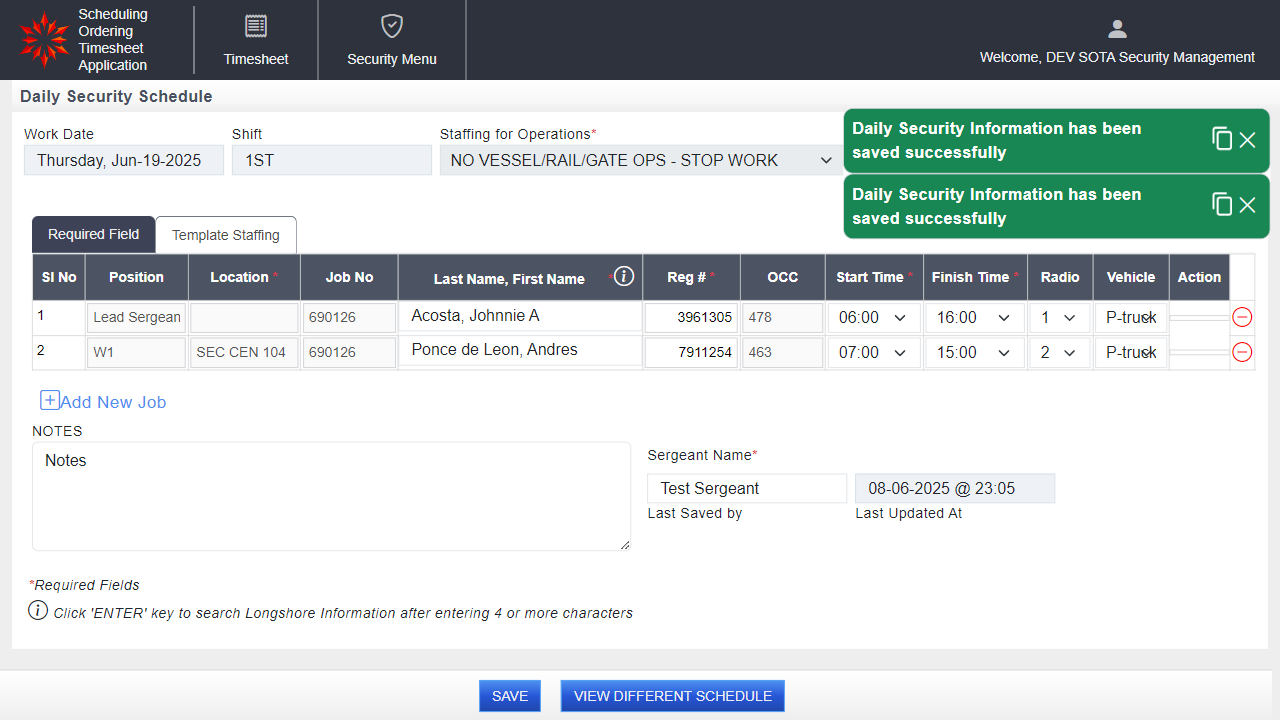 Scheduling
Ordering
Timesheet
Application
Timesheet
Security Menu
Welcome, DEV SOTA Security Management
Daily Security Schedule
Work Date
Shift
Staffing for Operations*
Thursday, Jun-19-2025
1ST
NO VESSEL/RAIL/GATE OPS - STOP WORK
Daily Security Information has been
saved successfully
Daily Security Information has been
saved successfully
Required Field
Template Staffing
SI No Position Location * Job No Last Name, First Name * Reg # * OCC Start Time * Finish Time * Radio Vehicle Action
1 Lead Sergean 690126 Acosta, Johnnie A 3961305 478 06:00 16:00 1 P-truck
2 W1 SEC CEN 104 690126 Ponce de Leon, Andres 7911254 463 07:00 15:00 2 P-truck
Add New Job
NOTES
Notes
Sergeant Name*
Test Sergeant
08-06-2025 @ 23:05
Last Saved by
Last Updated At
*Required Fields
Click 'ENTER' key to search Longshore Information after entering 4 or more characters
SAVE
VIEW DIFFERENT SCHEDULE